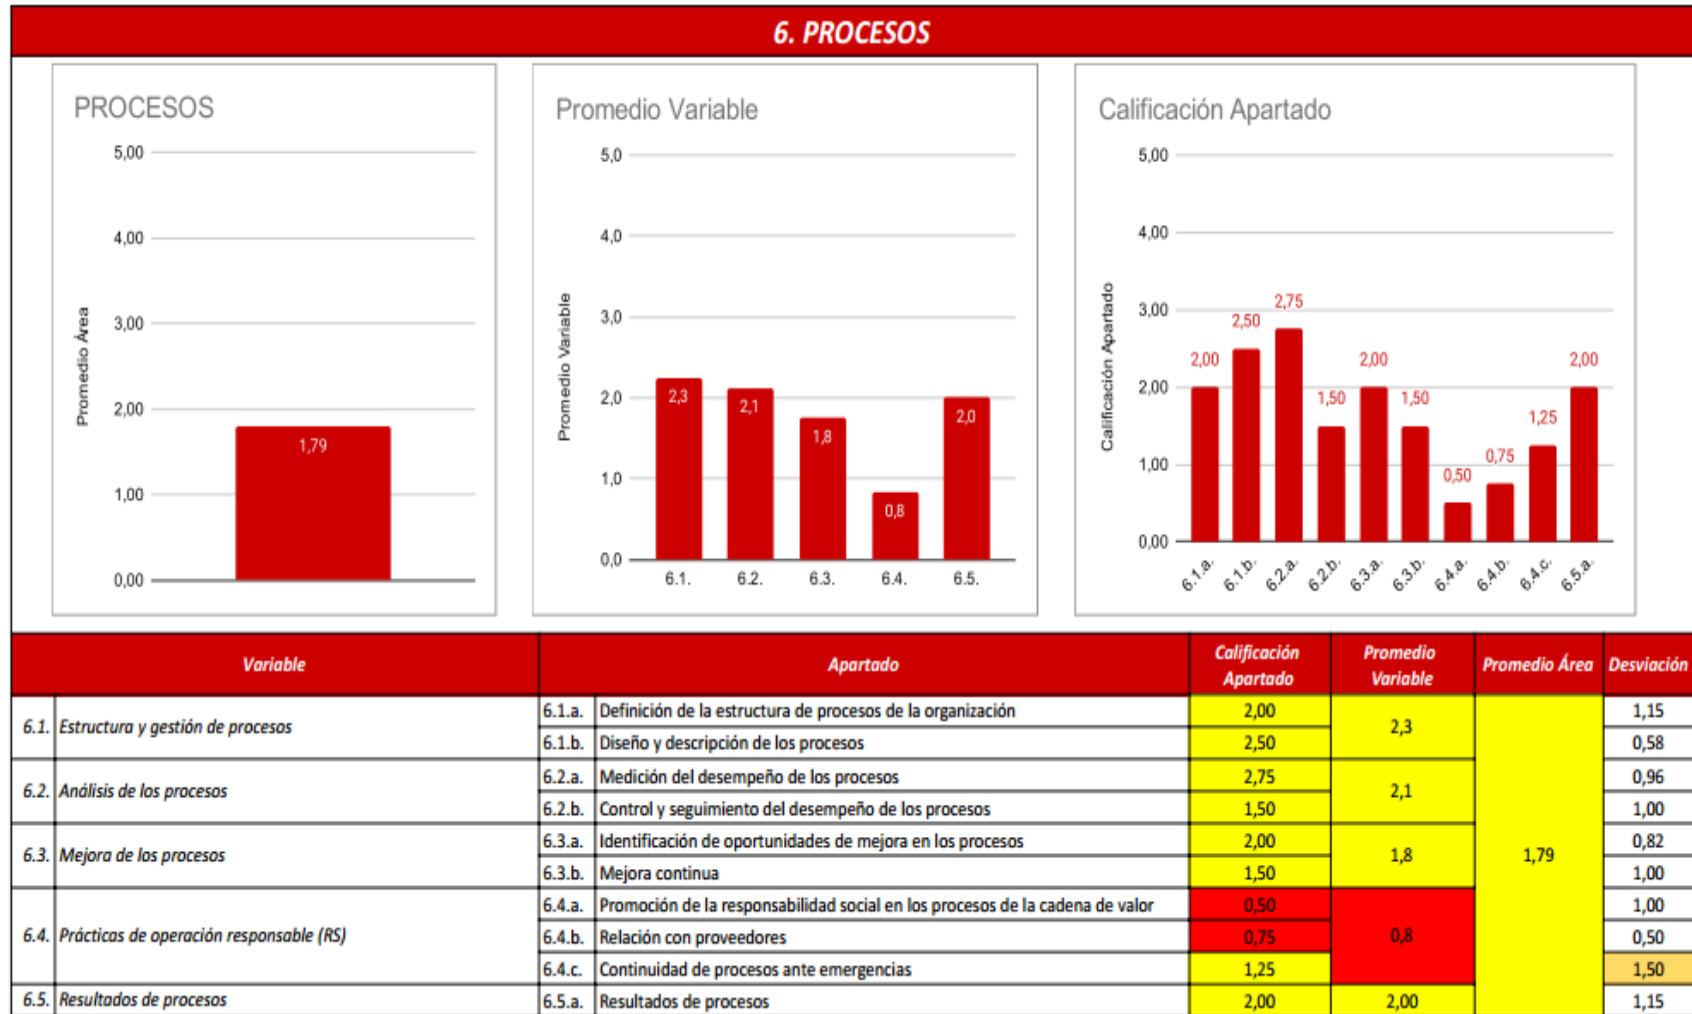 6. PROCESOS
PROCESOS
Promedio Área
5,00
4,00
3,00
2,00
1,00
0,00
1,79
Promedio Variable
Promedio Variable
5,0
4,0
3,0
2,0
1,0
0,0
2,3
2,1
1,8
0,8
2,0
6.1. 6.2. 6.3. 6.4. 6.5.
Calificación Apartado
Calificación Apartado
5,00
4,00
3,00
2,00
1,00
0,00
2,00
2,50
2,75
1,50
2,00
1,50
0,50
0,75
1,25
2,00
6.1.a. 6.1.b. 6.2.a. 6.2.b. 6.3.a. 6.3.b. 6.4.a. 6.4.b. 6.4.c. 6.5.a.
Variable Apartado Calificación Apartado Promedio Variable Promedio Área Desviación
6.1. Estructura y gestión de procesos 2,3
6.1.a. Definición de la estructura de procesos de la organización 2,00 1,15
6.1.b. Diseño y descripción de los procesos 2,50 0,58
6.2. Análisis de los procesos 2,1
6.2.a. Medición del desempeño de los procesos 2,75 0,96
6.2.b. Control y seguimiento del desempeño de los procesos 1,50 1,00
6.3. Mejora de los procesos 1,8 1,79
6.3.a. Identificación de oportunidades de mejora en los procesos 2,00 0,82
6.3.b. Mejora continua 1,50 1,00
6.4. Prácticas de operación responsable (RS) 0,8
6.4.a. Promoción de la responsabilidad social en los procesos de la cadena de valor 0,50 1,00
6.4.b. Relación con proveedores 0,75 0,50
6.4.c. Continuidad de procesos ante emergencias 1,25 1,50
6.5. Resultados de procesos 6.5.a. Resultados de procesos 2,00 2,00 1,15